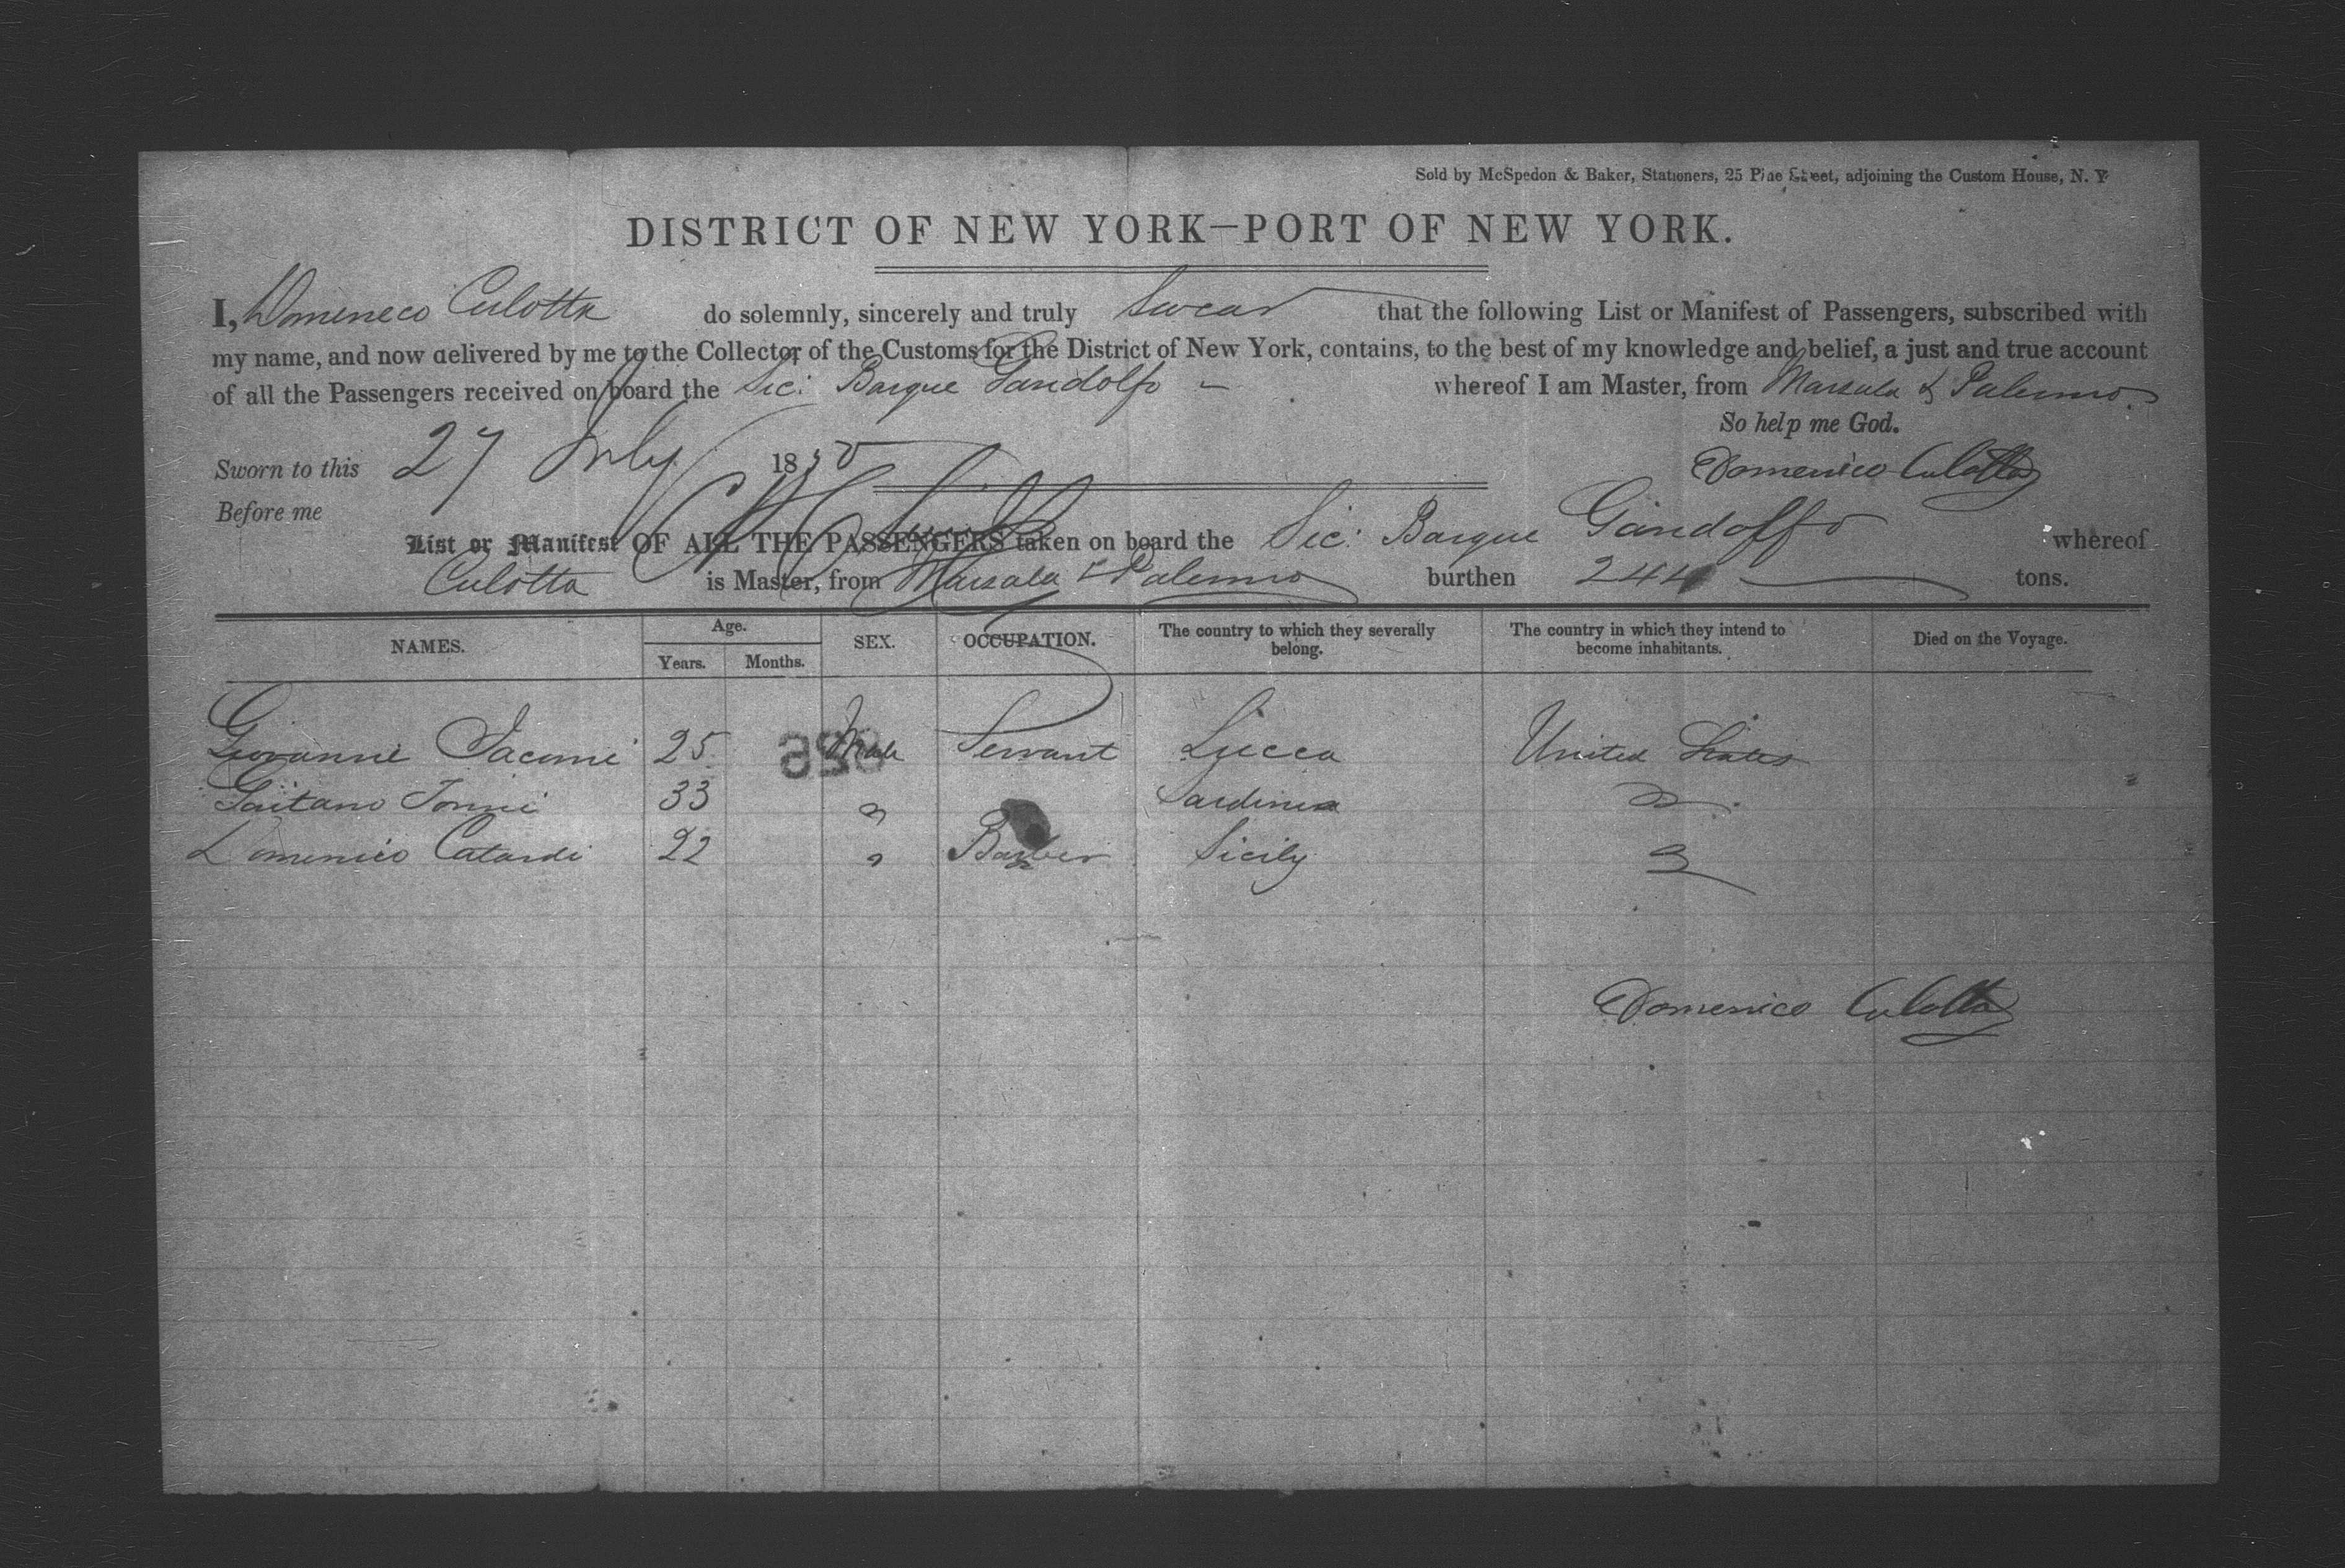 Sold by McSpedon & Baker, Stationers, 25 Pine Street, adjoining the Custom House, N. Y.
DISTRICT OF NEW YORK—PORT OF NEW YORK.
I, Domeneco Culotta do solemnly, sincerely and truly swear that the following List or Manifest of Passengers, subscribed with
my name, and now delivered by me to the Collector of the Customs for the District of New York, contains, to the best of my knowledge and belief, a just and true account
of all the Passengers received on board the Sic: Barque Gandolfo – whereof I am Master, from Marsala & Palermo.
So help me God.
Sworn to this 27 July 1850 Domenico Culotta
Before me
List or Manifest OF ALL THE PASSENGERS taken on board the Sic: Barque Gandolfo whereof
Culotta is Master, from Marsala & Palermo burthen 244 tons.
NAMES. Age. Years. Months. SEX. OCCUPATION. The country to which they severally belong. The country in which they intend to become inhabitants. Died on the Voyage.
Giovanni Iacomi 25 Male Servant Lucca United States
Gaitano 33 " Sardinia "
Domenico Catardi 22 " Barber Sicily "
Domenico Culotta